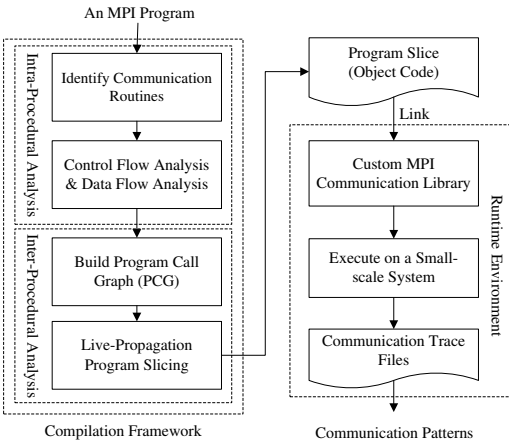 An MPI Program
Intra-Procedural Analysis
Identify Communication
Routines
Control Flow Analysis
& Data Flow Analysis
Inter-Procedural Analysis
Build Program Call
Graph (PCG)
Live-Propagation
Program Slicing
Compilation Framework
Program Slice
(Object Code)
Link
Custom MPI
Communication Library
Execute on a Small-
scale System
Communication Trace
Files
Runtime Environment
Communication Patterns